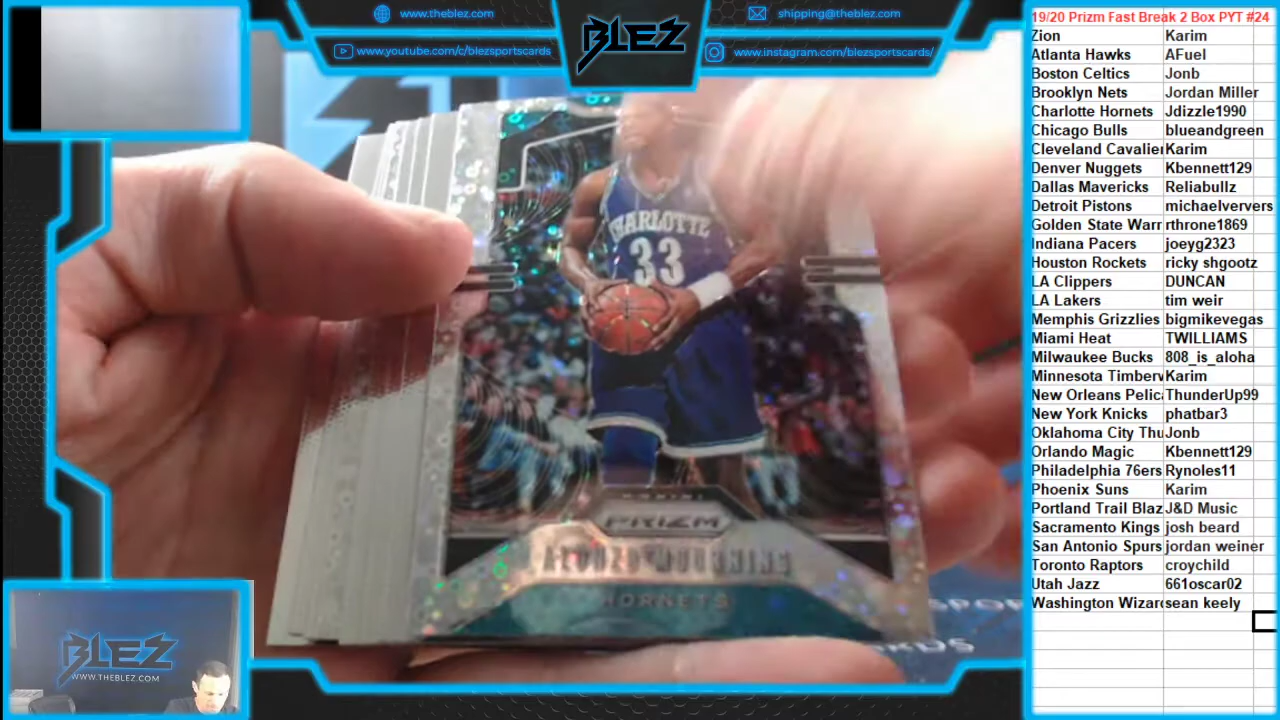 www.theblez.com
shipping@theblez.com
www.youtube.com/c/blezsportscards
www.instagram.com/blezsportscards/
BLEZ
CHARLOTTE
33
PANINI
PRIZM
ALONZO MOURNING
HORNETS
BLEZ
WWW.THEBLEZ.COM
19/20 Prizm Fast Break 2 Box PYT #24
Zion Karim
Atlanta Hawks AFuel
Boston Celtics Jonb
Brooklyn Nets Jordan Miller
Charlotte Hornets Jdizzle1990
Chicago Bulls blueandgreen
Cleveland Cavalier Karim
Denver Nuggets Kbennett129
Dallas Mavericks Reliabullz
Detroit Pistons michaelververs
Golden State Warr rthrone1869
Indiana Pacers joeyg2323
Houston Rockets ricky shgootz
LA Clippers DUNCAN
LA Lakers tim weir
Memphis Grizzlies bigmikevegas
Miami Heat TWILLIAMS
Milwaukee Bucks 808_is_aloha
Minnesota Timberv Karim
New Orleans Pelic ThunderUp99
New York Knicks phatbar3
Oklahoma City Thu Jonb
Orlando Magic Kbennett129
Philadelphia 76ers Rynoles11
Phoenix Suns Karim
Portland Trail Blaz J&D Music
Sacramento Kings josh beard
San Antonio Spurs jordan weiner
Toronto Raptors croychild
Utah Jazz 661oscar02
Washington Wizard sean keely